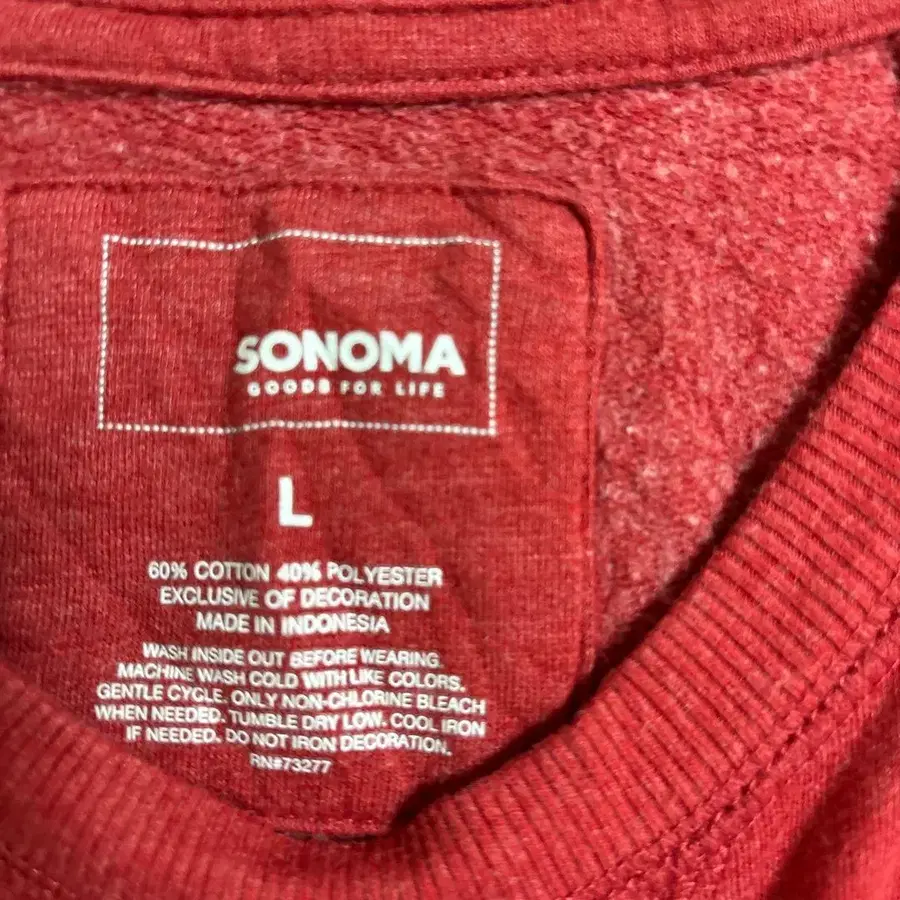 SONOMA
GOODS FOR LIFE
L
60% COTTON 40% POLYESTER
EXCLUSIVE OF DECORATION
MADE IN INDONESIA
WASH INSIDE OUT BEFORE WEARING.
MACHINE WASH COLD WITH LIKE COLORS.
GENTLE CYCLE. ONLY NON-CHLORINE BLEACH
WHEN NEEDED. TUMBLE DRY LOW. COOL IRON
IF NEEDED. DO NOT IRON DECORATION.
RN#73277